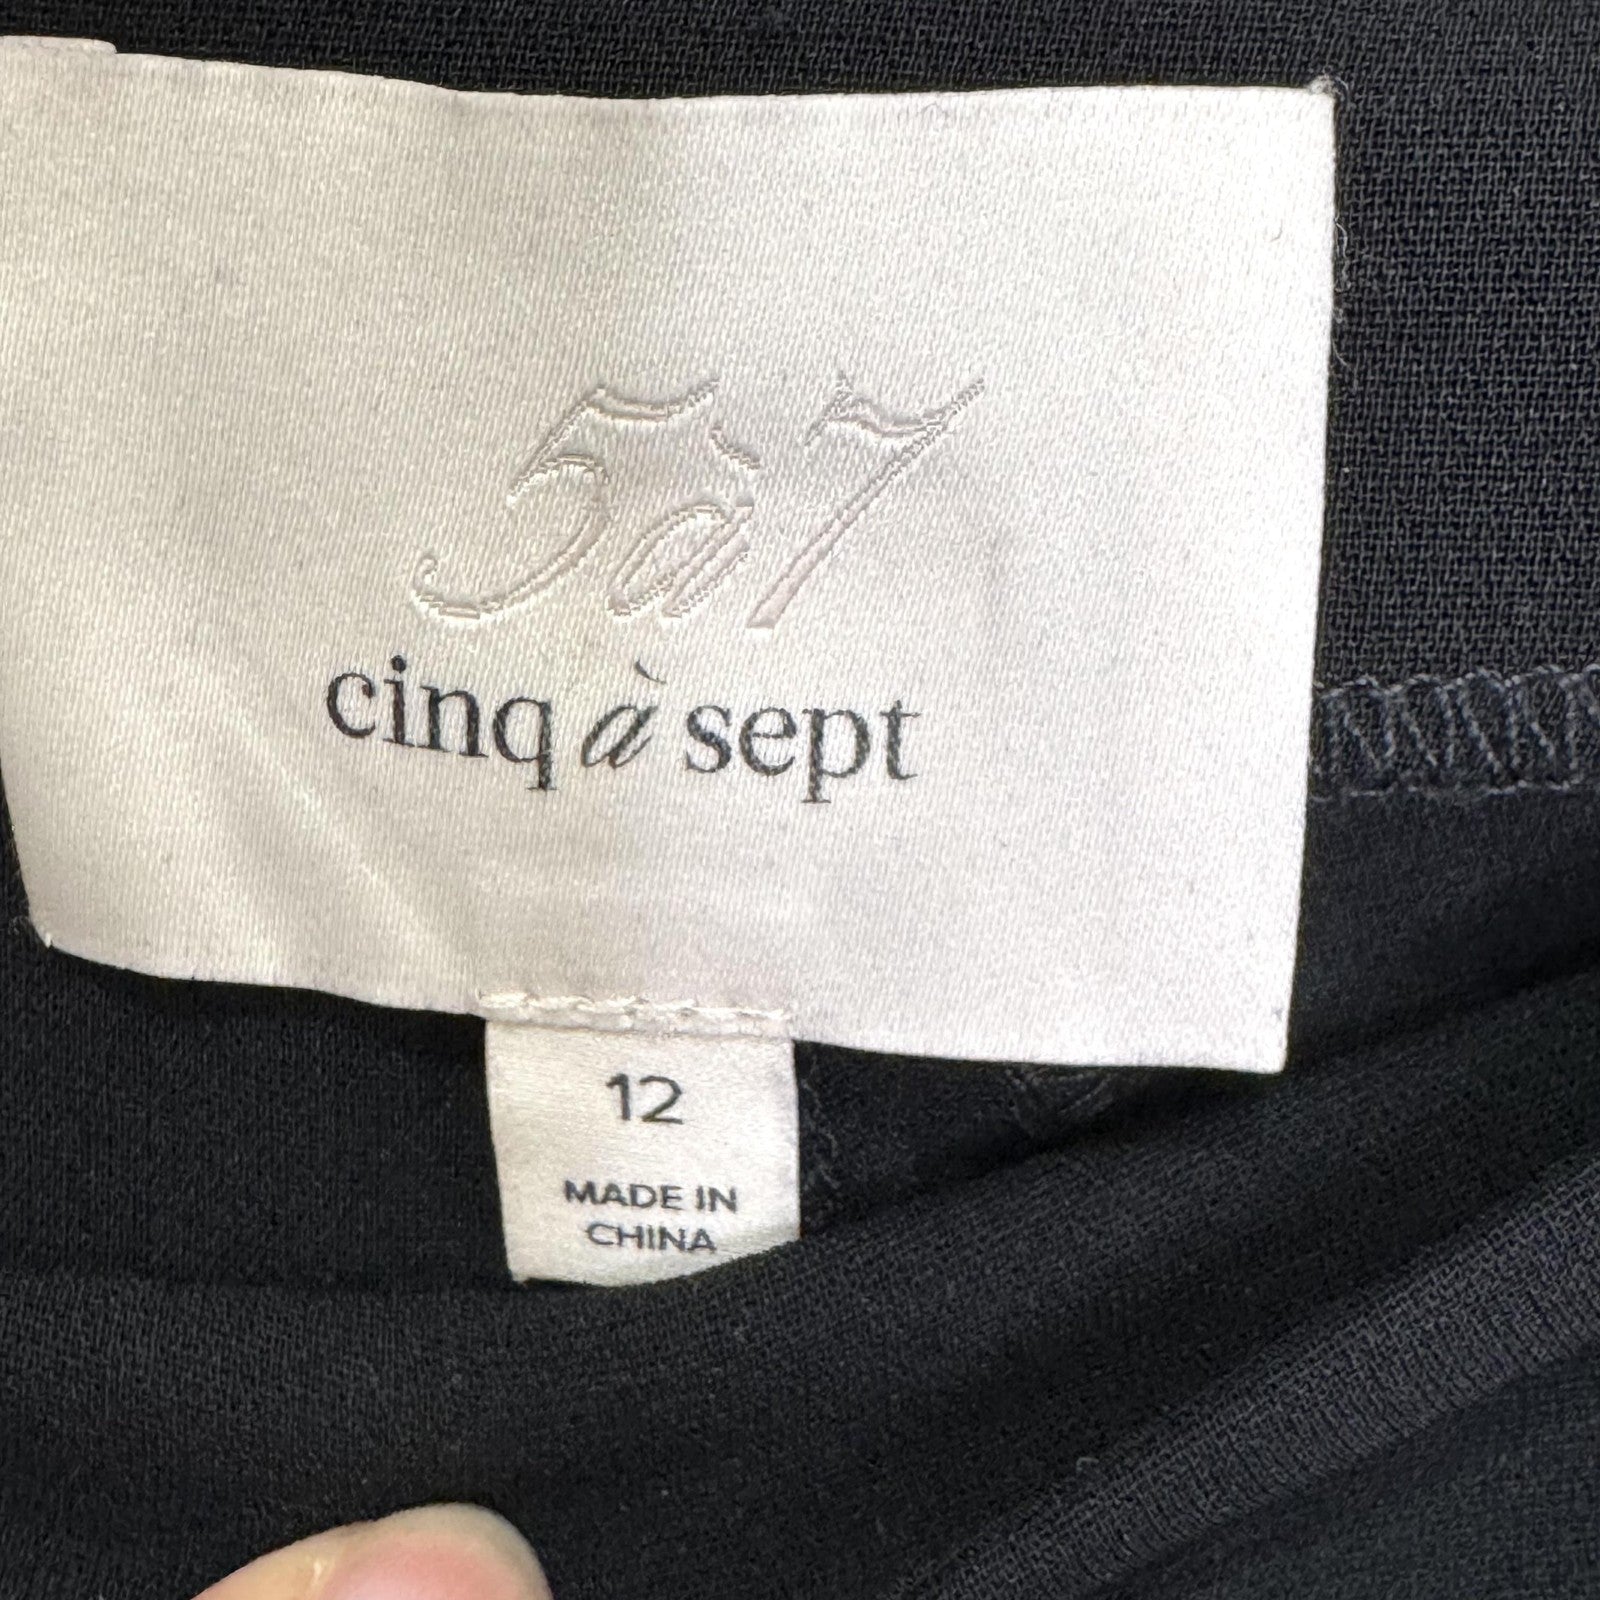 5à7
cinq à sept
12
MADE IN
CHINA